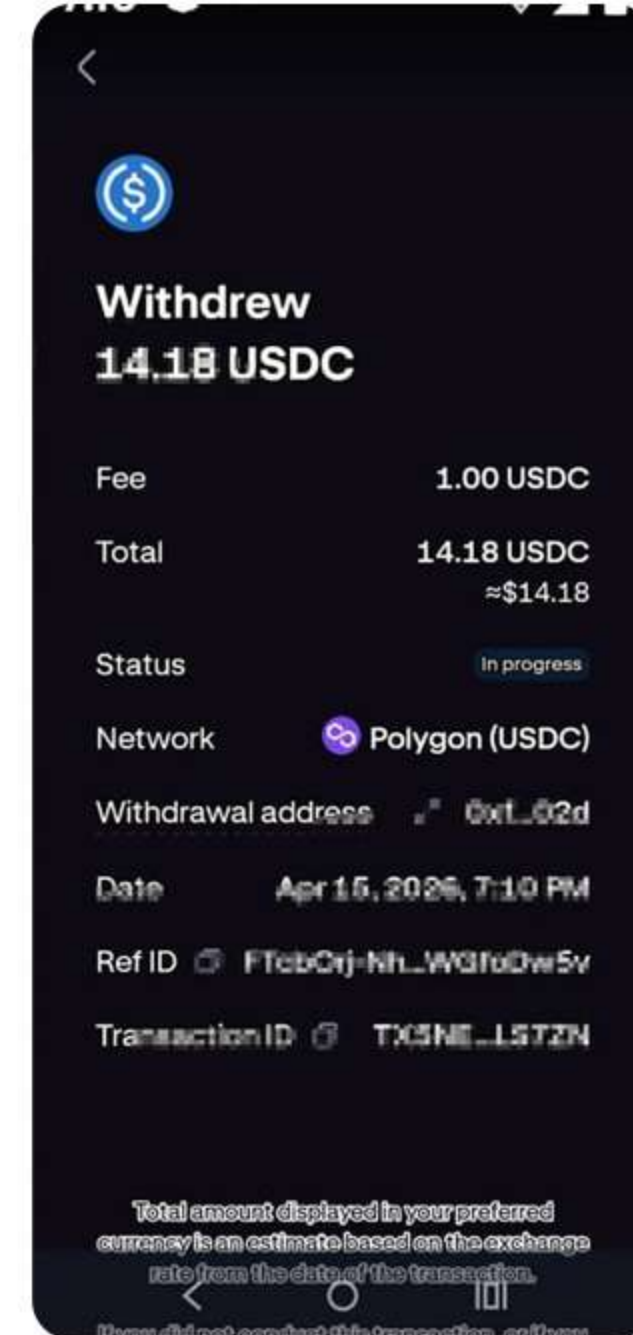 Withdrew
14.18 USDC
Fee 1.00 USDC
Total 14.18 USDC
≈$14.18
Status In progress
Network Polygon (USDC)
Withdrawal address
Date Apr 15, 2026, 7:10 PM
Ref ID
Transaction ID
Total amount displayed in your preferred
currency is an estimate based on the exchange
rate from the date of the transaction.